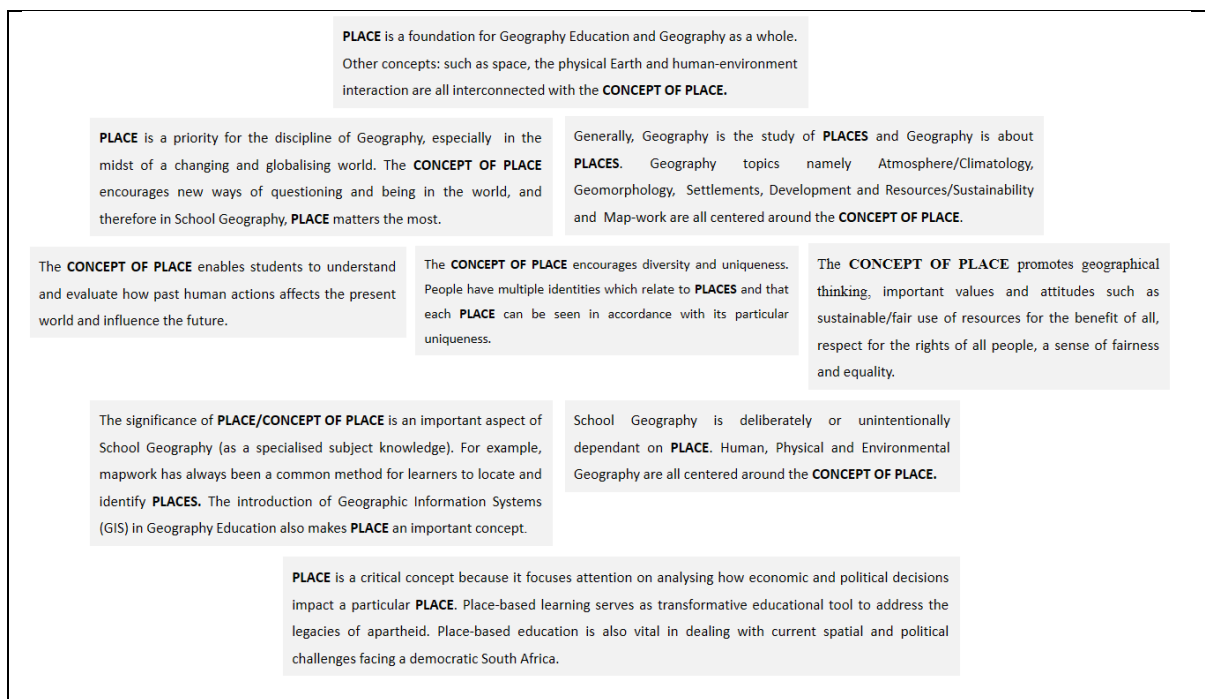 PLACE is a foundation for Geography Education and Geography as a whole.
Other concepts: such as space, the physical Earth and human-environment
interaction are all interconnected with the CONCEPT OF PLACE.
PLACE is a priority for the discipline of Geography, especially in the
midst of a changing and globalising world. The CONCEPT OF PLACE
encourages new ways of questioning and being in the world, and
therefore in School Geography, PLACE matters the most.
Generally, Geography is the study of PLACES and Geography is about
PLACES. Geography topics namely Atmosphere/Climatology,
Geomorphology, Settlements, Development and Resources/Sustainability
and Map-work are all centered around the CONCEPT OF PLACE.
The CONCEPT OF PLACE enables students to understand
and evaluate how past human actions affects the present
world and influence the future.
The CONCEPT OF PLACE encourages diversity and uniqueness.
People have multiple identities which relate to PLACES and that
each PLACE can be seen in accordance with its particular
uniqueness.
The CONCEPT OF PLACE promotes geographical
thinking, important values and attitudes such as
sustainable/fair use of resources for the benefit of all,
respect for the rights of all people, a sense of fairness
and equality.
The significance of PLACE/CONCEPT OF PLACE is an important aspect of
School Geography (as a specialised subject knowledge). For example,
mapwork has always been a common method for learners to locate and
identify PLACES. The introduction of Geographic Information Systems
(GIS) in Geography Education also makes PLACE an important concept.
School Geography is deliberately or unintentionally
dependant on PLACE. Human, Physical and Environmental
Geography are all centered around the CONCEPT OF PLACE.
PLACE is a critical concept because it focuses attention on analysing how economic and political decisions
impact a particular PLACE. Place-based learning serves as transformative educational tool to address the
legacies of apartheid. Place-based education is also vital in dealing with current spatial and political
challenges facing a democratic South Africa.